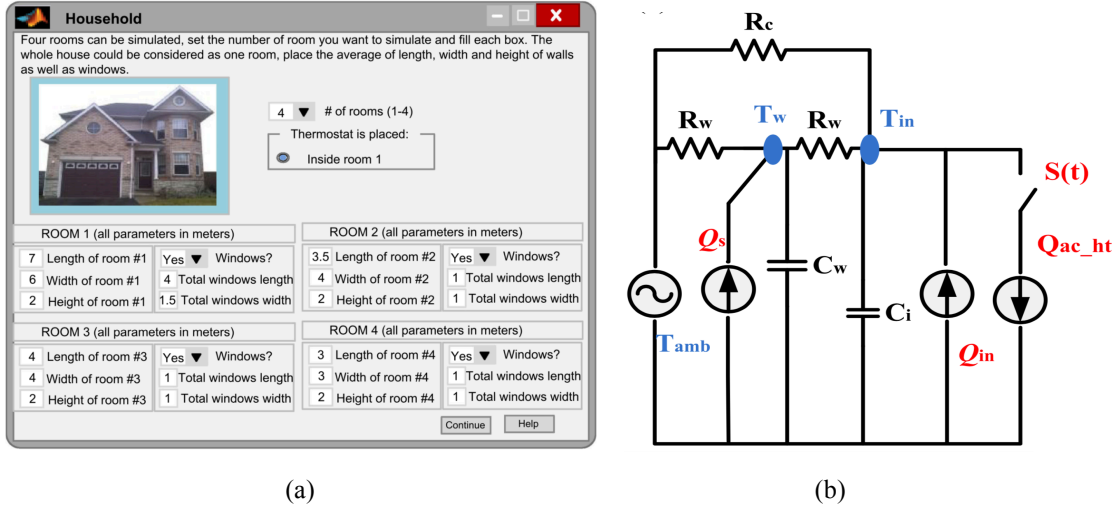 Household
Four rooms can be simulated, set the number of room you want to simulate and fill each box. The
whole house could be considered as one room, place the average of length, width and height of walls
as well as windows.
4 # of rooms (1-4)
Thermostat is placed:
Inside room 1
ROOM 1 (all parameters in meters)
7 Length of room #1 Yes Windows?
6 Width of room #1 4 Total windows length
2 Height of room #1 1.5 Total windows width
ROOM 2 (all parameters in meters)
3.5 Length of room #2 Yes Windows?
4 Width of room #2 1 Total windows length
2 Height of room #2 1 Total windows width
ROOM 3 (all parameters in meters)
4 Length of room #3 Yes Windows?
4 Width of room #3 1 Total windows length
2 Height of room #3 1 Total windows width
ROOM 4 (all parameters in meters)
3 Length of room #4 Yes Windows?
3 Width of room #4 1 Total windows length
2 Height of room #4 1 Total windows width
Continue Help
(a)
Rc
Rw Tw Rw Tin
S(t)
Qs Qac_ht
Cw
Ci
Tamb Qin
(b)